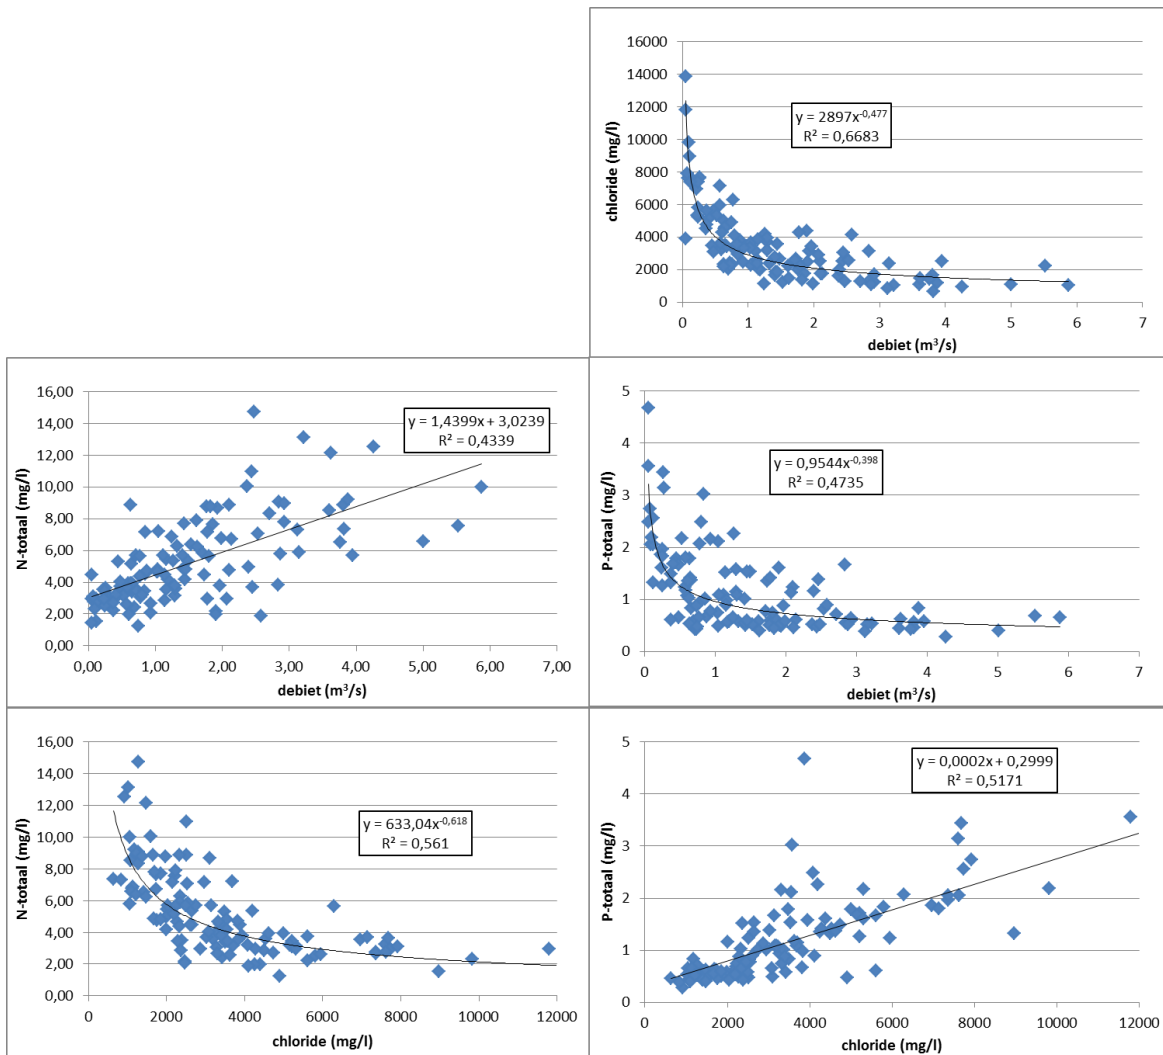 16000
14000
12000
10000
8000
6000
4000
2000
0
chloride (mg/l)
y = 2897x^-0,477
R² = 0,6683
0 1 2 3 4 5 6 7
debiet (m³/s)
16,00
14,00
12,00
10,00
8,00
6,00
4,00
2,00
0,00
N-totaal (mg/l)
y = 1,4399x + 3,0239
R² = 0,4339
0,00 1,00 2,00 3,00 4,00 5,00 6,00 7,00
debiet (m³/s)
5
4
3
2
1
0
P-totaal (mg/l)
y = 0,9544x^-0,398
R² = 0,4735
0 1 2 3 4 5 6 7
debiet (m³/s)
16,00
14,00
12,00
10,00
8,00
6,00
4,00
2,00
0,00
N-totaal (mg/l)
y = 633,04x^-0,618
R² = 0,561
0 2000 4000 6000 8000 10000 12000
chloride (mg/l)
5
4
3
2
1
0
P-totaal (mg/l)
y = 0,0002x + 0,2999
R² = 0,5171
0 2000 4000 6000 8000 10000 12000
chloride (mg/l)